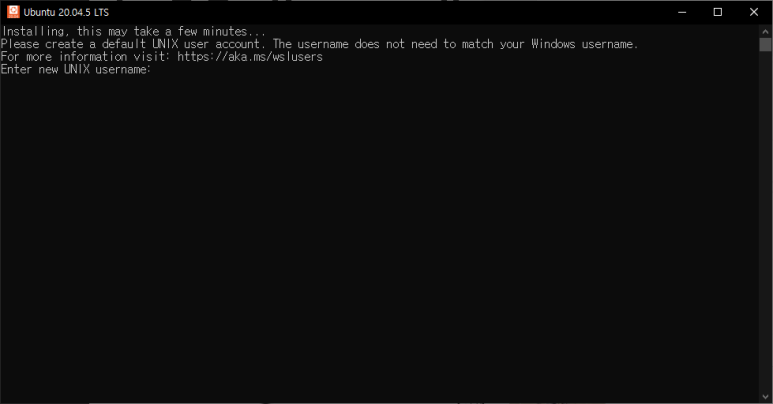 Ubuntu 20.04.5 LTS
Installing, this may take a few minutes...
Please create a default UNIX user account. The username does not need to match your Windows username.
For more information visit: https://aka.ms/wslusers
Enter new UNIX username: